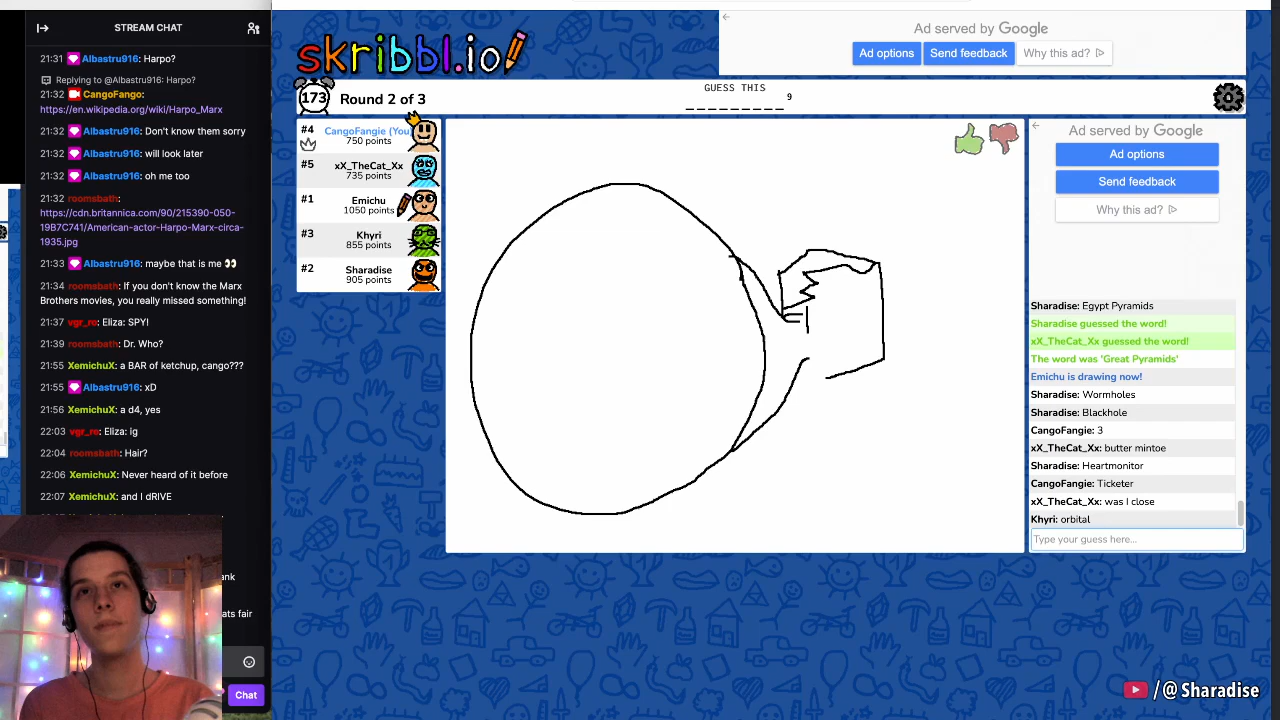 STREAM CHAT
21:31 Albastru916: Harpo?
Replying to @Albastru916: Harpo?
21:32 CangoFango:
https://en.wikipedia.org/wiki/Harpo_Marx
21:32 Albastru916: Don't know them sorry
21:32 Albastru916: will look later
21:32 Albastru916: oh me too
21:32 roomsbath:
https://cdn.britannica.com/90/215390-050-
19B7C741/American-actor-Harpo-Marx-circa-
1935.jpg
21:33 Albastru916: maybe that is me 👀
21:34 roomsbath: If you don't know the Marx
Brothers movies, you really missed something!
21:37 vgr_ro: Eliza: SPY!
21:39 roomsbath: Dr. Who?
21:55 XemichuX: a BAR of ketchup, cango???
21:55 Albastru916: xD
21:56 XemichuX: a d4, yes
22:03 vgr_ro: Eliza: ig
22:04 roomsbath: Hair?
22:06 XemichuX: Never heard of it before
22:07 XemichuX: and I dRIVE
ank
ats fair
Chat
skribbl.io
Ad served by Google
Ad options
Send feedback
Why this ad?
173
Round 2 of 3
GUESS THIS
_________ 9
#4 CangoFangie (You)
750 points
#5 xX_TheCat_Xx
735 points
#1 Emichu
1050 points
#3 Khyri
855 points
#2 Sharadise
905 points
Ad served by Google
Ad options
Send feedback
Why this ad?
Sharadise: Egypt Pyramids
Sharadise guessed the word!
xX_TheCat_Xx guessed the word!
The word was 'Great Pyramids'
Emichu is drawing now!
Sharadise: Wormholes
Sharadise: Blackhole
CangoFangie: 3
xX_TheCat_Xx: butter mintoe
Sharadise: Heartmonitor
CangoFangie: Ticketer
xX_TheCat_Xx: was I close
Khyri: orbital
Type your guess here...
/@Sharadise